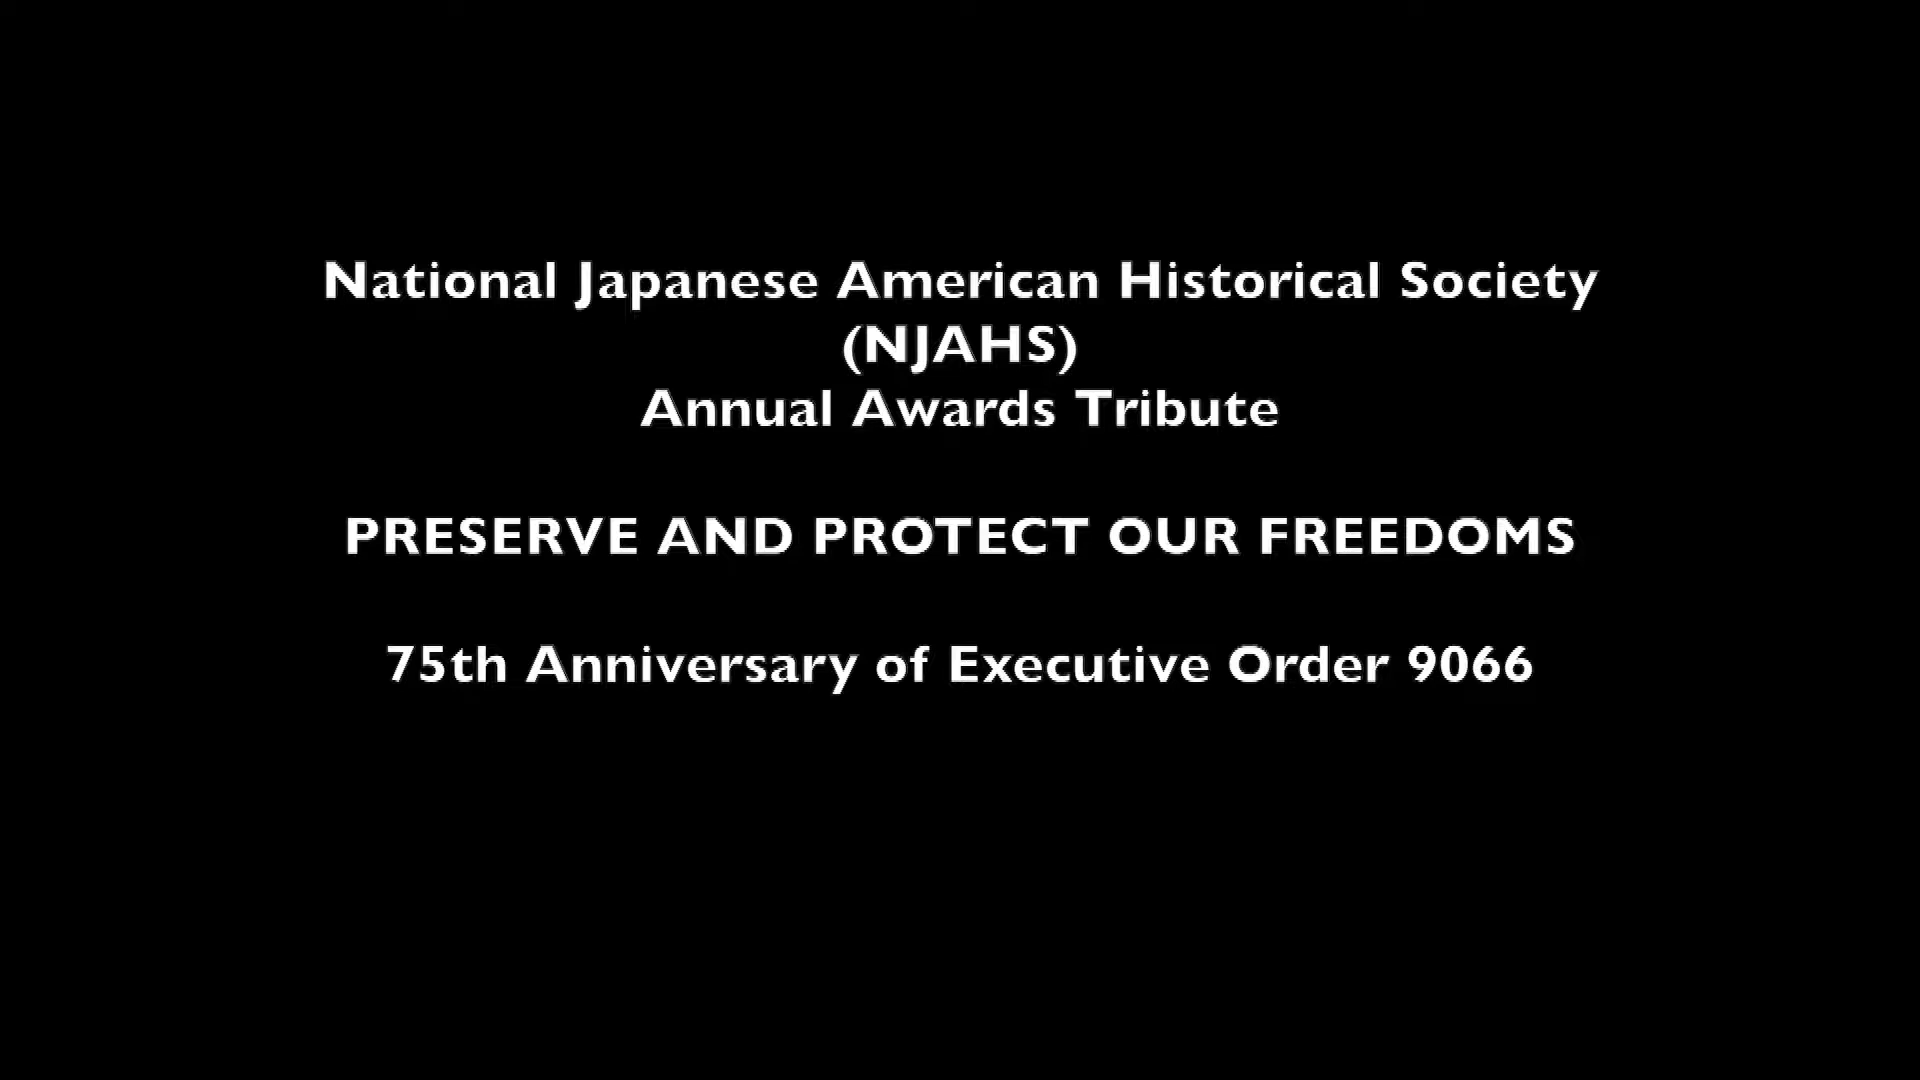 National Japanese American Historical Society
(NJAHS)
Annual Awards Tribute
PRESERVE AND PROTECT OUR FREEDOMS
75th Anniversary of Executive Order 9066